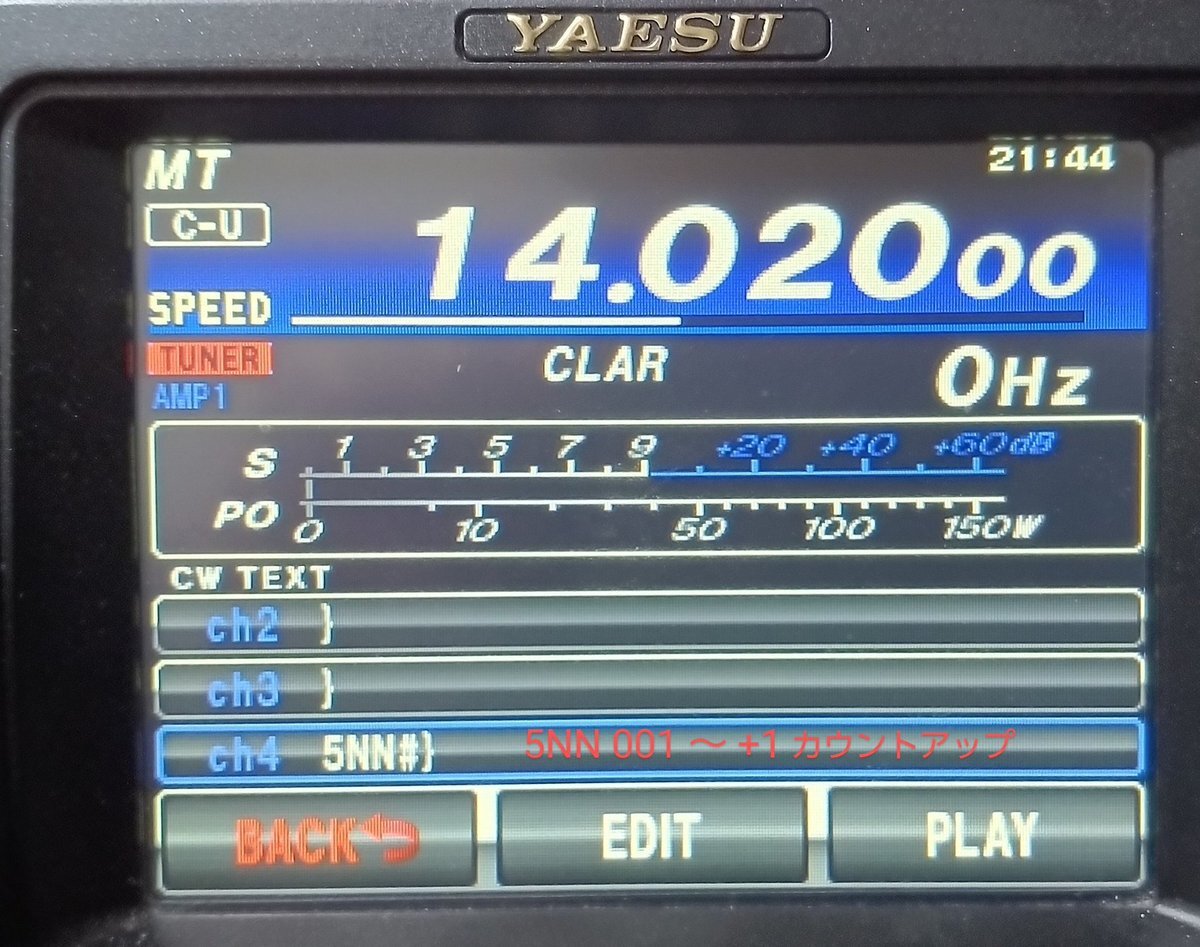 YAESU
MT 21:44
C-U 14.02000
SPEED
TUNER CLAR 0Hz
AMP1
S 1 3 5 7 9 +20 +40 +60dB
PO 0 10 50 100 150W
CW TEXT
ch2 }
ch3 }
ch4 5NN#} 5NN 001 ～ +1 カウントアップ
BACK EDIT PLAY